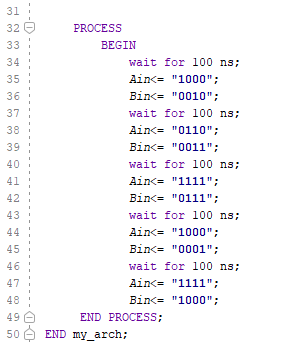 31
32 PROCESS
33 BEGIN
34 wait for 100 ns;
35 Ain<= "1000";
36 Bin<= "0010";
37 wait for 100 ns;
38 Ain<= "0110";
39 Bin<= "0011";
40 wait for 100 ns;
41 Ain<= "1111";
42 Bin<= "0111";
43 wait for 100 ns;
44 Ain<= "1000";
45 Bin<= "0001";
46 wait for 100 ns;
47 Ain<= "1111";
48 Bin<= "1000";
49 END PROCESS;
50 END my_arch;